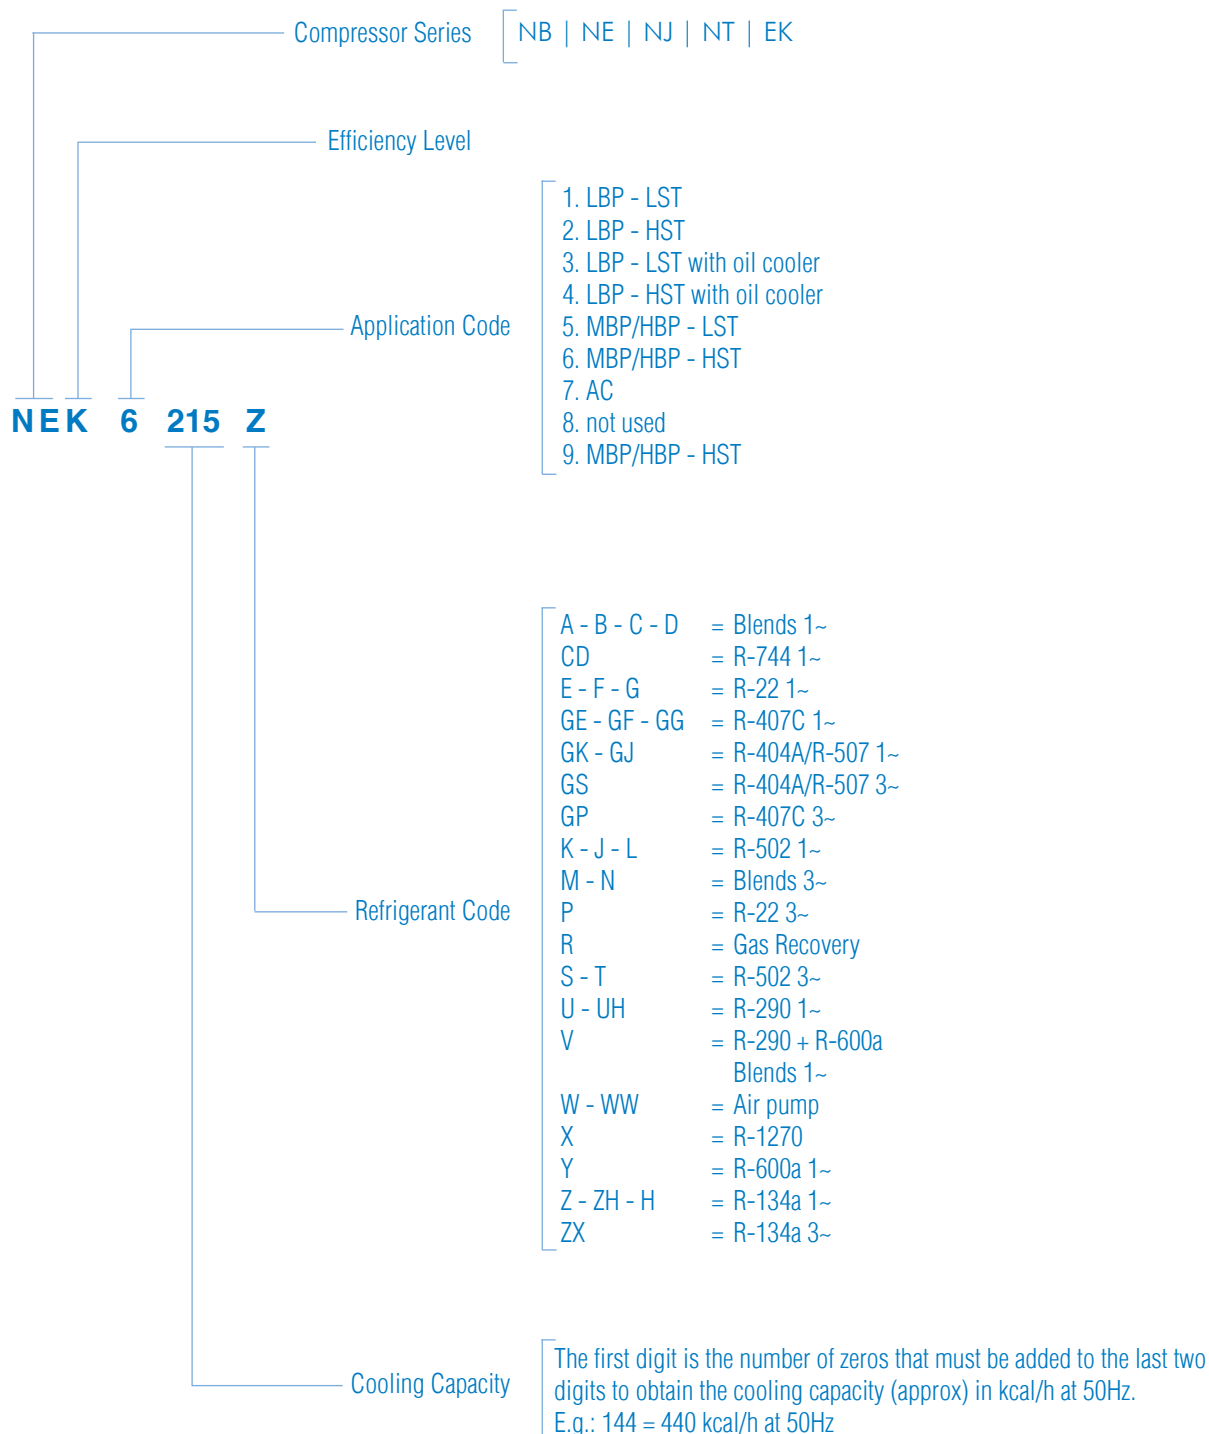 Compressor Series NB | NE | NJ | NT | EK
Efficiency Level
Application Code
1. LBP - LST
2. LBP - HST
3. LBP - LST with oil cooler
4. LBP - HST with oil cooler
5. MBP/HBP - LST
6. MBP/HBP - HST
7. AC
8. not used
9. MBP/HBP - HST
NEK 6 215 Z
Refrigerant Code
A - B - C - D = Blends 1~
CD = R-744 1~
E - F - G = R-22 1~
GE - GF - GG = R-407C 1~
GK - GJ = R-404A/R-507 1~
GS = R-404A/R-507 3~
GP = R-407C 3~
K - J - L = R-502 1~
M - N = Blends 3~
P = R-22 3~
R = Gas Recovery
S - T = R-502 3~
U - UH = R-290 1~
V = R-290 + R-600a
Blends 1~
W - WW = Air pump
X = R-1270
Y = R-600a 1~
Z - ZH - H = R-134a 1~
ZX = R-134a 3~
Cooling Capacity
The first digit is the number of zeros that must be added to the last two
digits to obtain the cooling capacity (approx) in kcal/h at 50Hz.
E.g.: 144 = 440 kcal/h at 50Hz